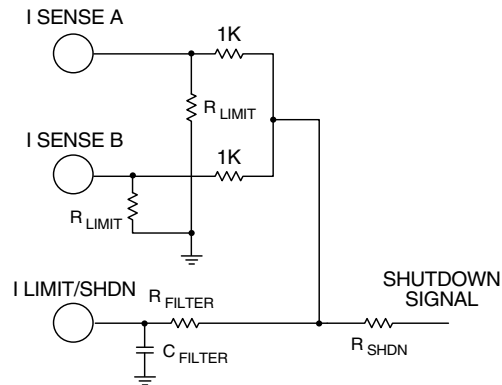 I SENSE A
1K
R LIMIT
I SENSE B
1K
R LIMIT
I LIMIT/SHDN
R FILTER
C FILTER
SHUTDOWN
SIGNAL
R SHDN